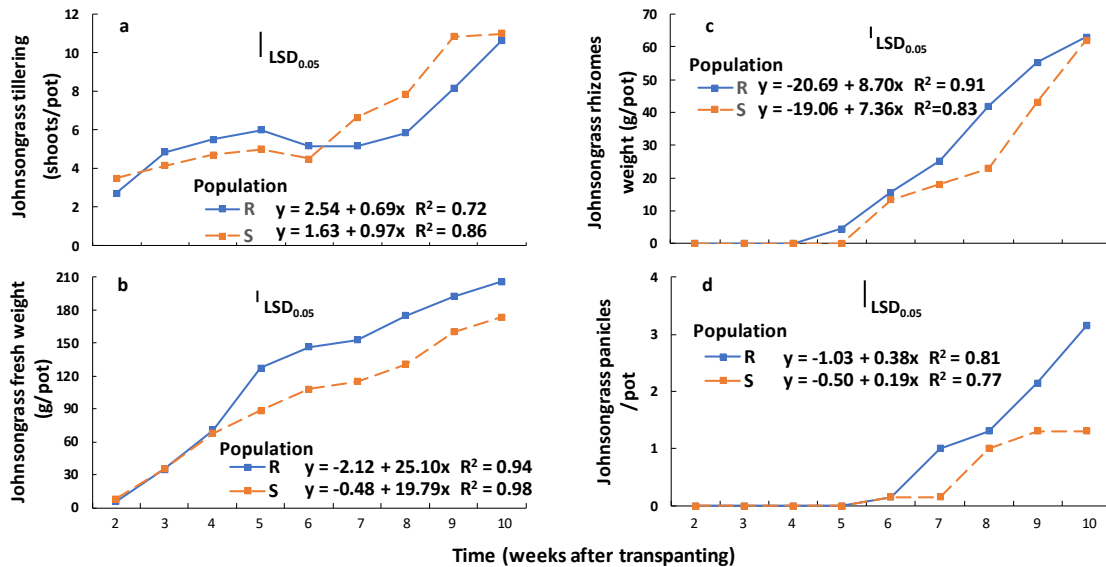 a
LSD0.05
Johnsongrass tillering
(shoots/pot)
12
10
8
6
4
2
0
Population
R y = 2.54 + 0.69x R2 = 0.72
S y = 1.63 + 0.97x R2 = 0.86
b
LSD0.05
Johnsongrass fresh weight
(g/pot)
210
180
150
120
90
60
30
0
Population
R y = -2.12 + 25.10x R2 = 0.94
S y = -0.48 + 19.79x R2 = 0.98
2 3 4 5 6 7 8 9 10
c
LSD0.05
Johnsongrass rhizomes
weight (g/pot)
70
60
50
40
30
20
10
0
Population
R y = -20.69 + 8.70x R2 = 0.91
S y = -19.06 + 7.36x R2=0.83
d
LSD0.05
Johnsongrass panicles
/pot
4
3
2
1
0
Population
R y = -1.03 + 0.38x R2 = 0.81
S y = -0.50 + 0.19x R2 = 0.77
2 3 4 5 6 7 8 9 10
Time (weeks after transpanting)